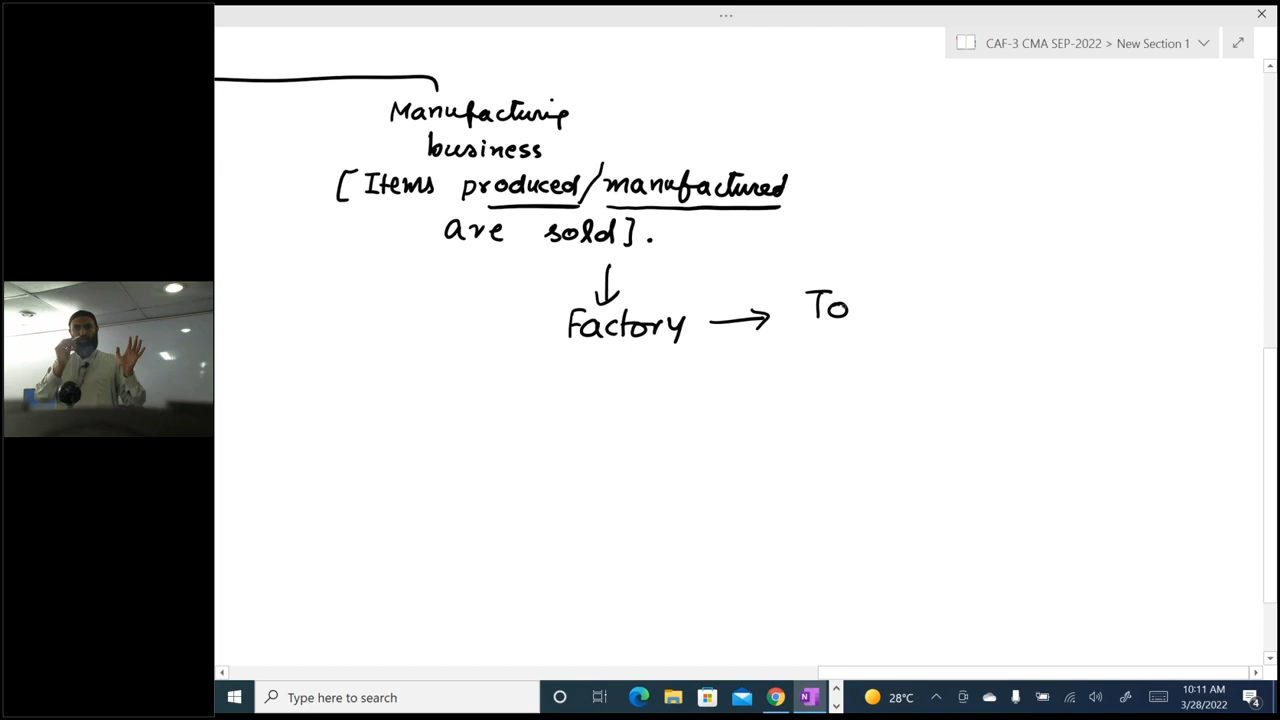 CAF-3 CMA SEP-2022 > New Section 1
Manufacturing
business
[Items produced/manufactured
are sold].
Factory → To
Type here to search
28°C
10:11 AM
3/28/2022
4